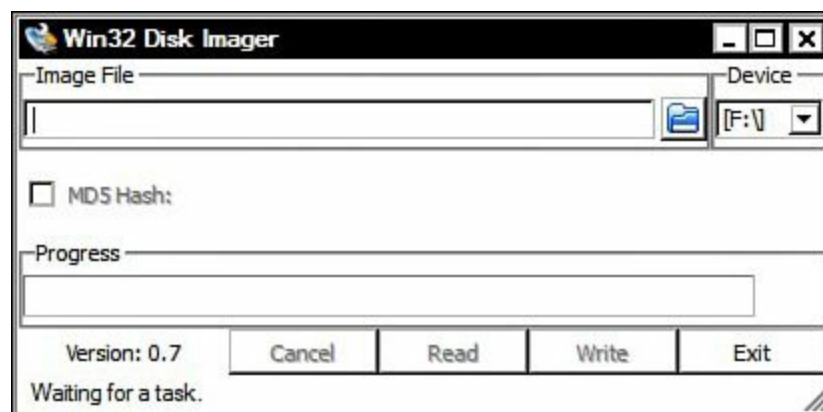 Win32 Disk Imager
Image File
Device
[F:\]
MD5 Hash:
Progress
Version: 0.7
Cancel
Read
Write
Exit
Waiting for a task.